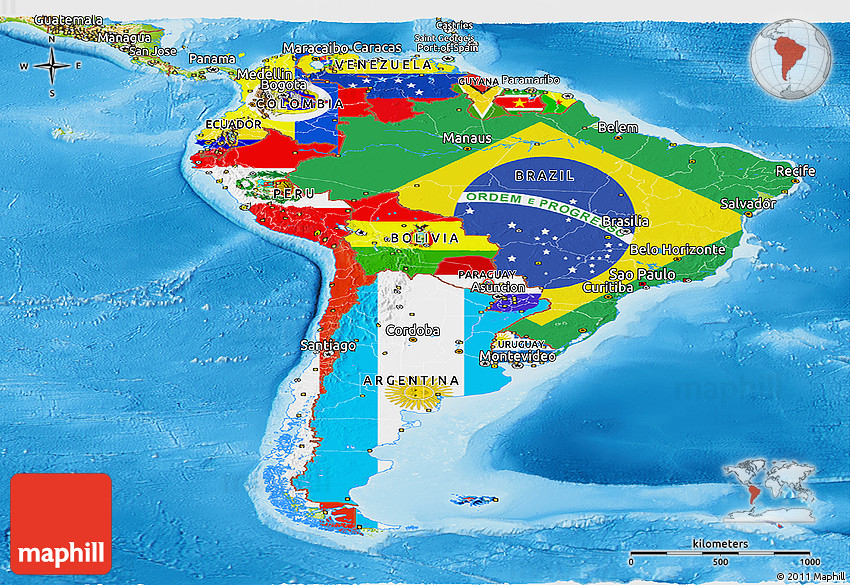 Guatemala
Managua
San Jose
Panama
Castries
Saint George's
Port-of Spain
Maracaibo Caracas
VENEZUELA
Medellin
Bogota
COLOMBIA
GUYANA
Paramaribo
ECUADOR
Manaus
Belem
PERU
BRAZIL
Recife
ORDEM E PROGRESSO
Salvador
Brasilia
BOLIVIA
Belo Horizonte
PARAGUAY
Asuncion
Sao Paulo
Curitiba
Cordoba
Santiago
URUGUAY
Montevideo
ARGENTINA
N
W E
S
maphill
maphill
kilometers
0 500 1000
© 2011 Maphill